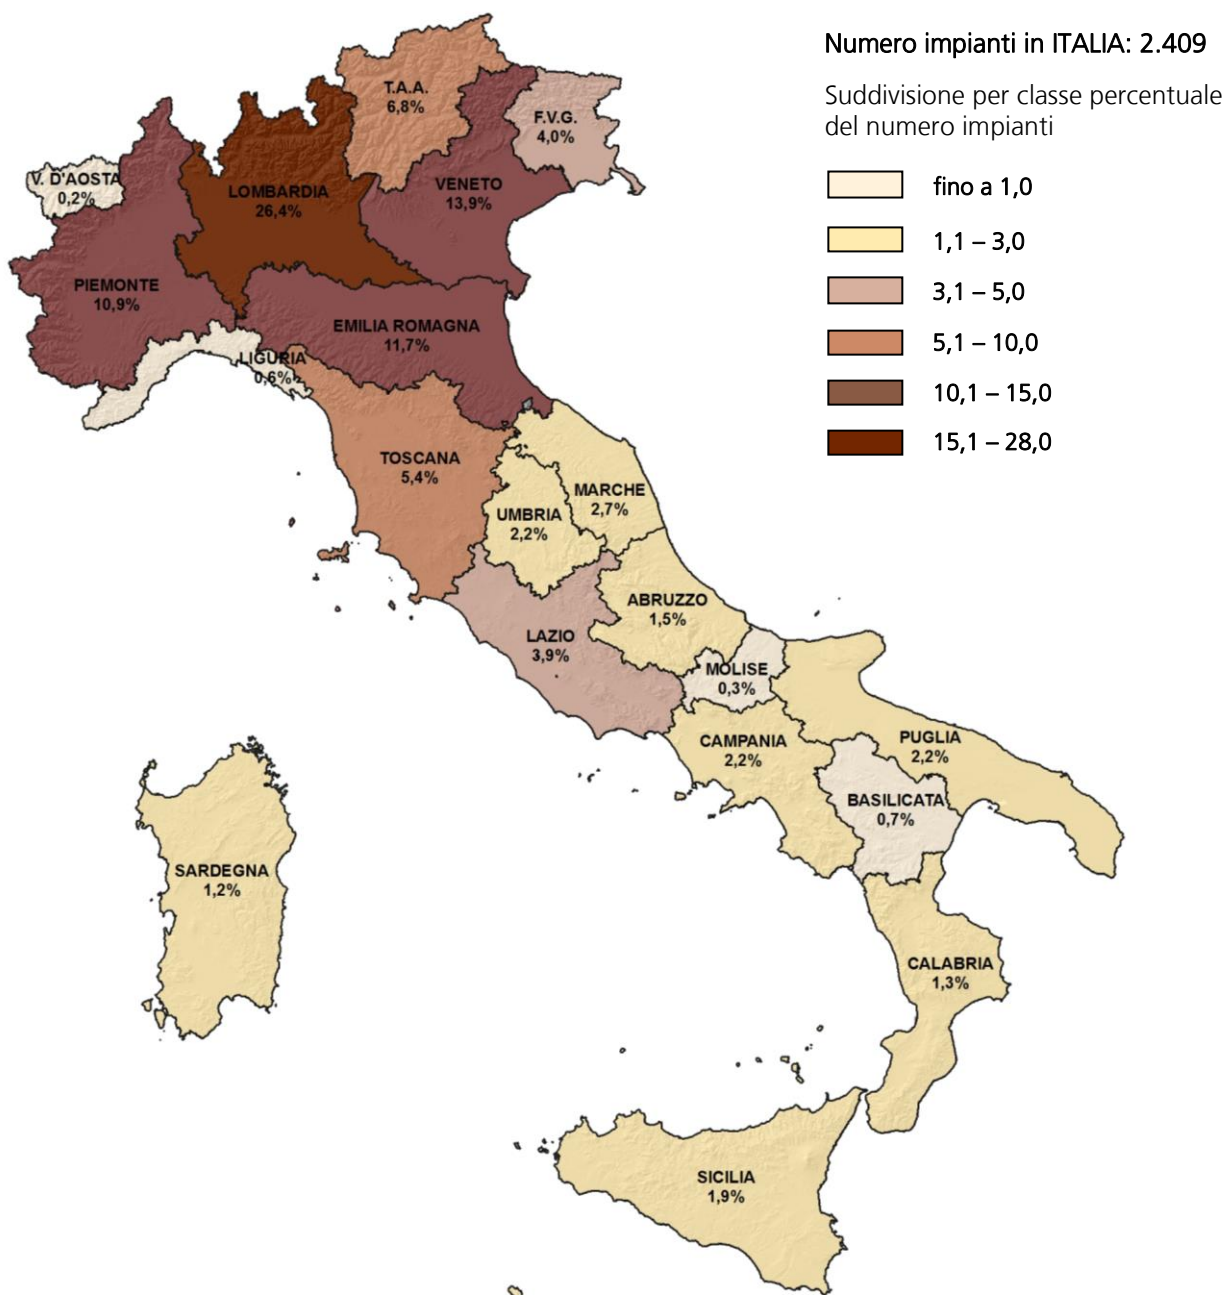 Numero impianti in ITALIA: 2.409
Suddivisione per classe percentuale
del numero impianti
fino a 1,0
1,1 – 3,0
3,1 – 5,0
5,1 – 10,0
10,1 – 15,0
15,1 – 28,0
T.A.A.
6,8%
F.V.G.
4,0%
V. D'AOSTA
0,2%
LOMBARDIA
26,4%
VENETO
13,9%
PIEMONTE
10,9%
EMILIA ROMAGNA
11,7%
LIGURIA
0,6%
TOSCANA
5,4%
MARCHE
2,7%
UMBRIA
2,2%
ABRUZZO
1,5%
LAZIO
3,9%
MOLISE
0,3%
CAMPANIA
2,2%
PUGLIA
2,2%
BASILICATA
0,7%
SARDEGNA
1,2%
CALABRIA
1,3%
SICILIA
1,9%